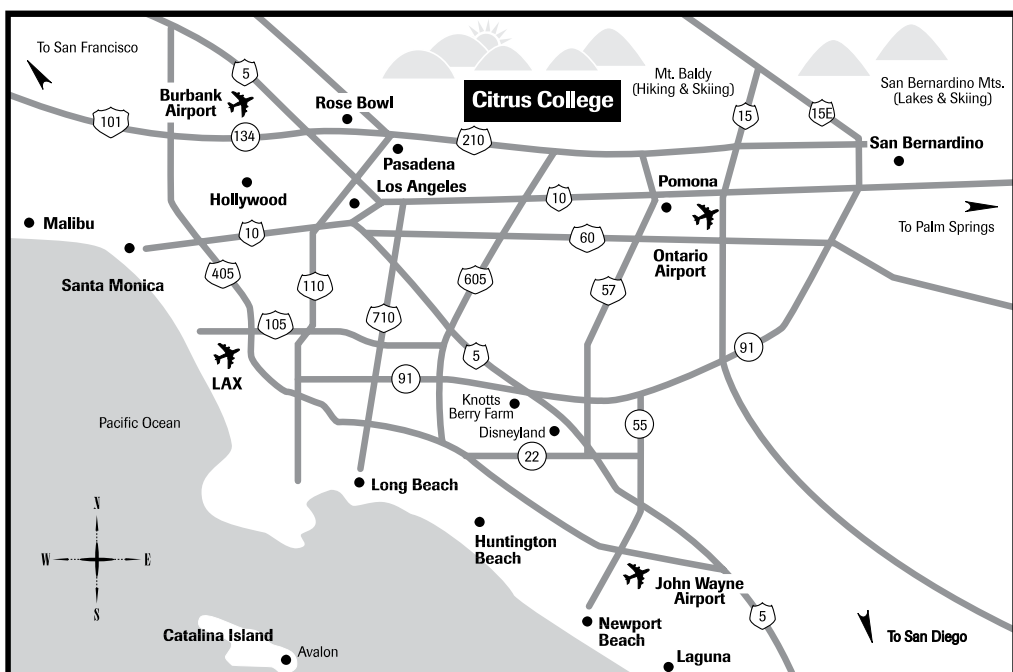 To San Francisco
5
Burbank
Airport
101
134
Rose Bowl
Citrus College
Mt. Baldy
(Hiking & Skiing)
San Bernardino Mts.
(Lakes & Skiing)
15
15E
210
San Bernardino
Pasadena
Los Angeles
Hollywood
Pomona
10
Malibu
10
60
To Palm Springs
Ontario
Airport
Santa Monica
405
110
605
57
105
710
LAX
5
91
91
Knotts
Berry Farm
Disneyland
55
Pacific Ocean
22
Long Beach
N
W
E
S
Huntington
Beach
John Wayne
Airport
5
Newport
Beach
To San Diego
Catalina Island
Avalon
Laguna